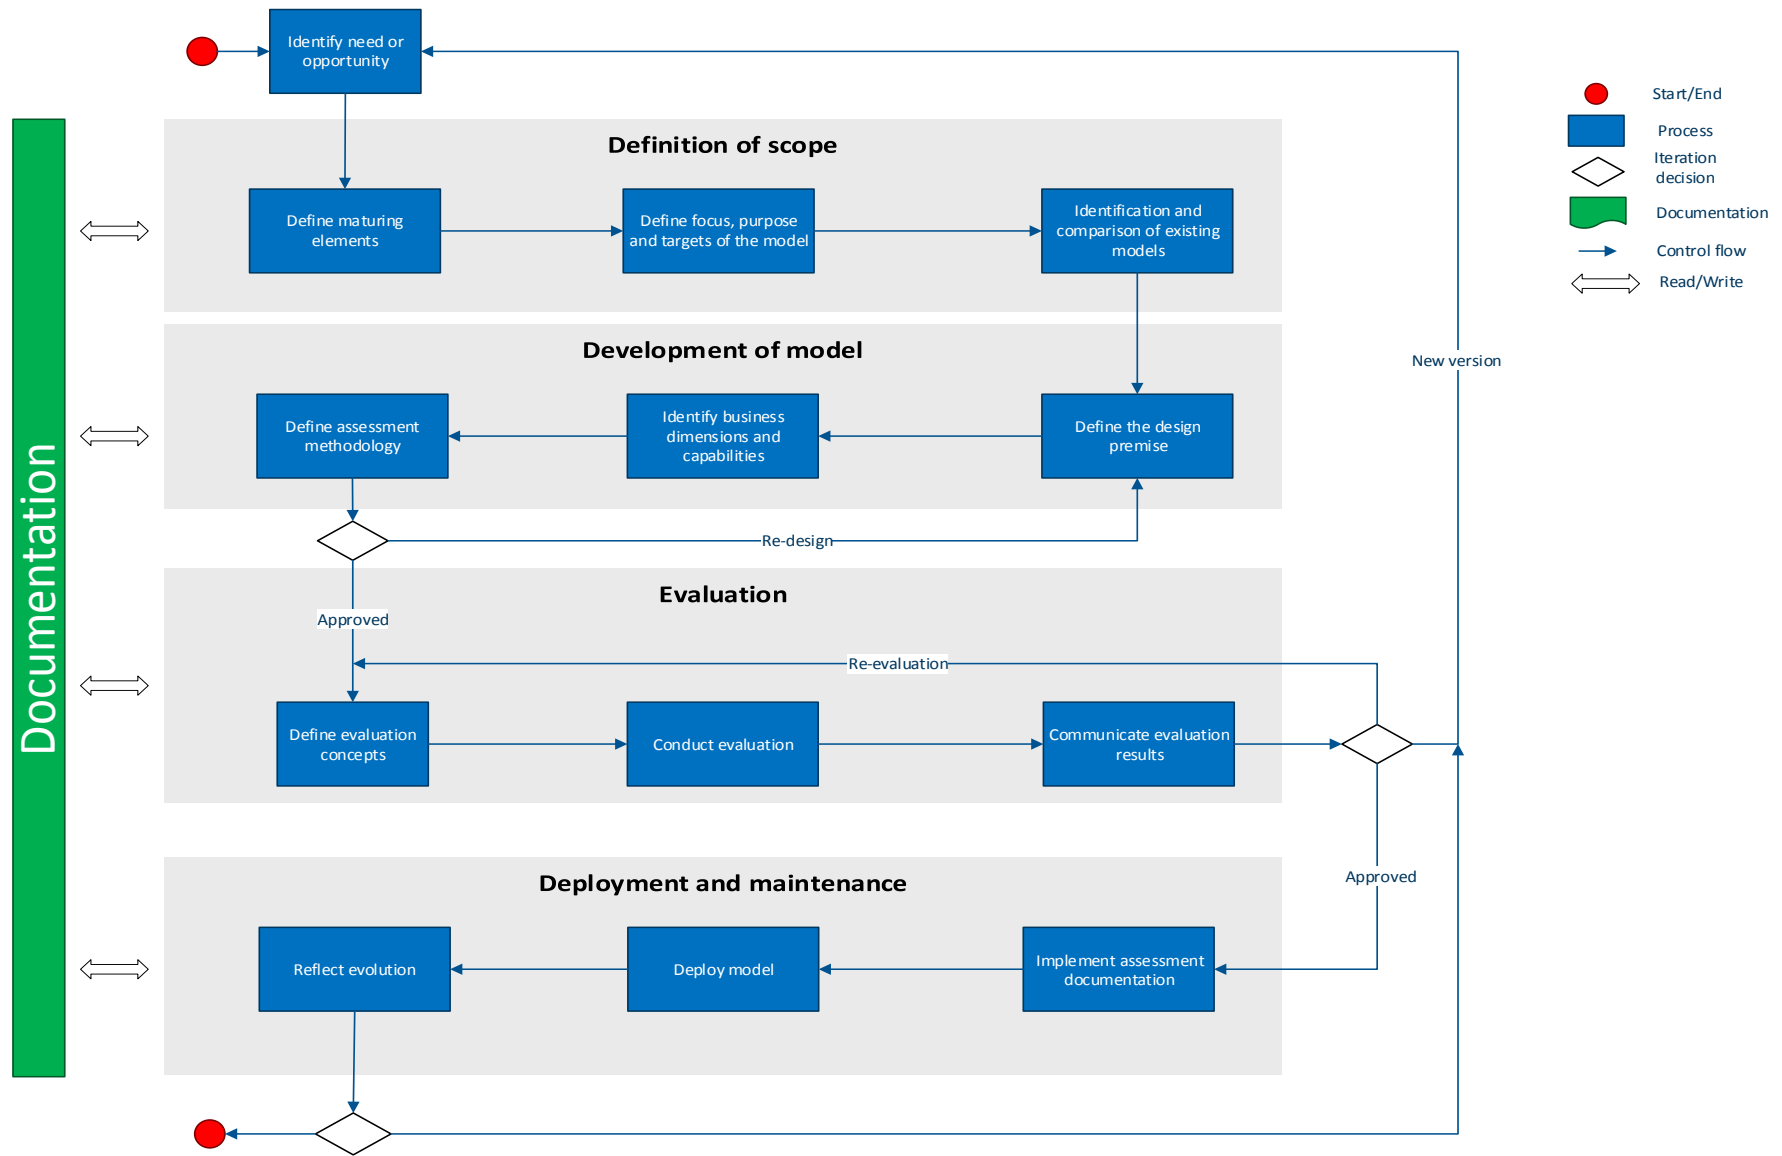 Identify need or
opportunity
Start/End
Process
Iteration
decision
Documentation
Control flow
Read/Write
Documentation
Definition of scope
Define maturing
elements
Define focus, purpose
and targets of the model
Identification and
comparison of existing
models
New version
Development of model
Define assessment
methodology
Identify business
dimensions and
capabilities
Define the design
premise
Re-design
Evaluation
Approved
Re-evaluation
Define evaluation
concepts
Conduct evaluation
Communicate evaluation
results
Approved
Deployment and maintenance
Reflect evolution
Deploy model
Implement assessment
documentation